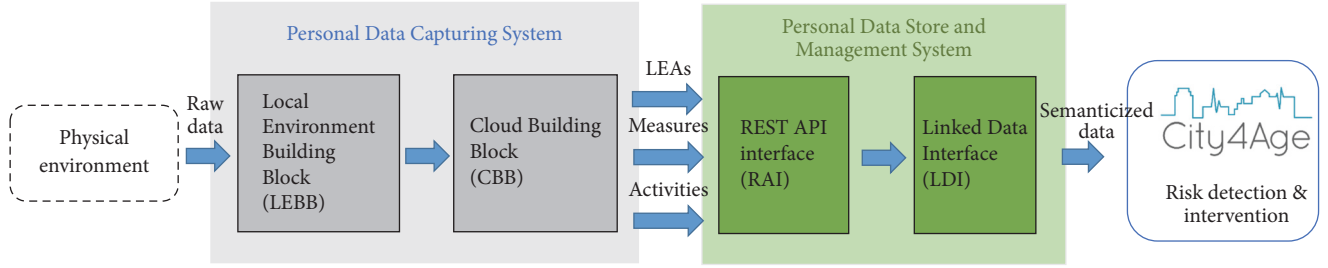 Personal Data Capturing System
Personal Data Store and
Management System
Physical
environment
Raw
data
Local
Environment
Building
Block
(LEBB)
Cloud Building
Block
(CBB)
LEAs
Measures
Activities
REST API
interface
(RAI)
Linked Data
Interface
(LDI)
Semanticized
data
City4Age
Risk detection &
intervention